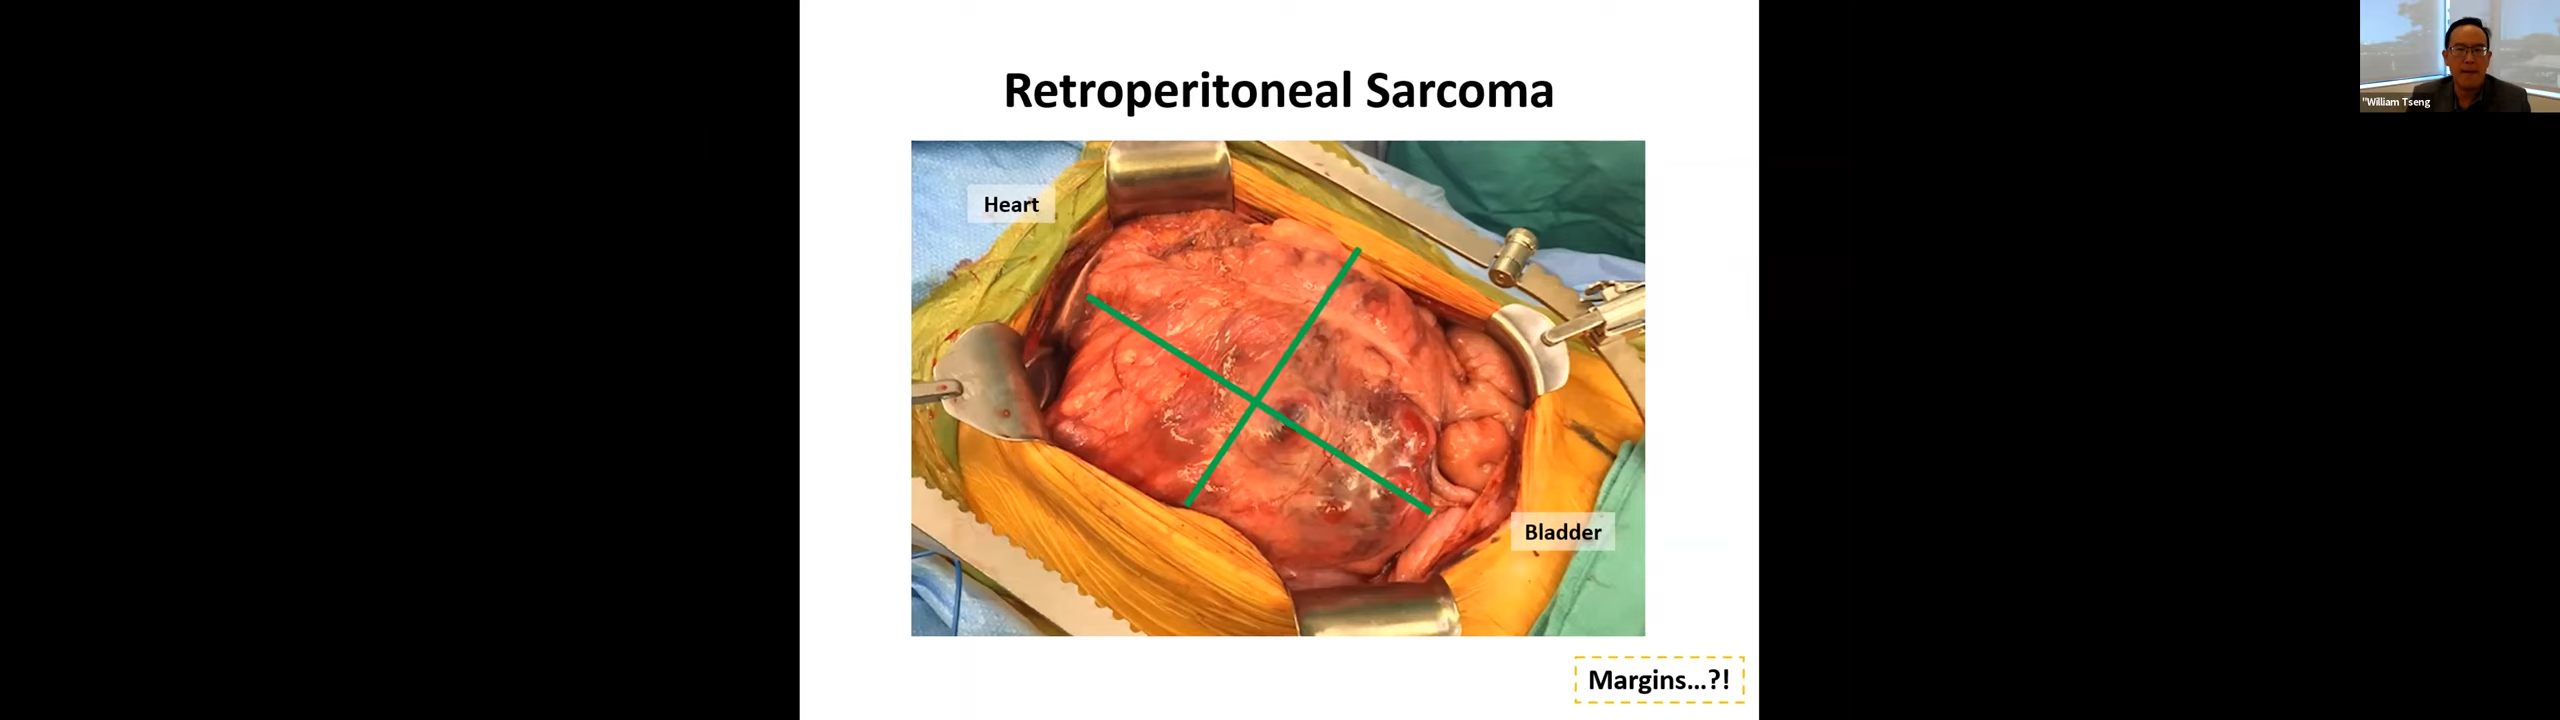 Retroperitoneal Sarcoma
Heart
Bladder
Margins...?!
"William Tseng